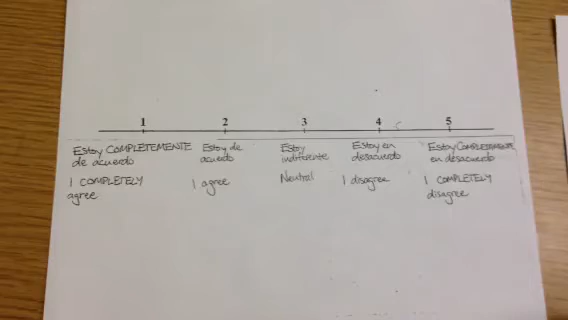 1 2 3 4 5
Estoy COMPLETEMENTE Estoy de Estoy Estoy en Estoy COMPLETEMENTE
de acuerdo acuerdo indiferente desacuerdo en desacuerdo
I COMPLETELY I agree Neutral I disagree I COMPLETELY
agree disagree